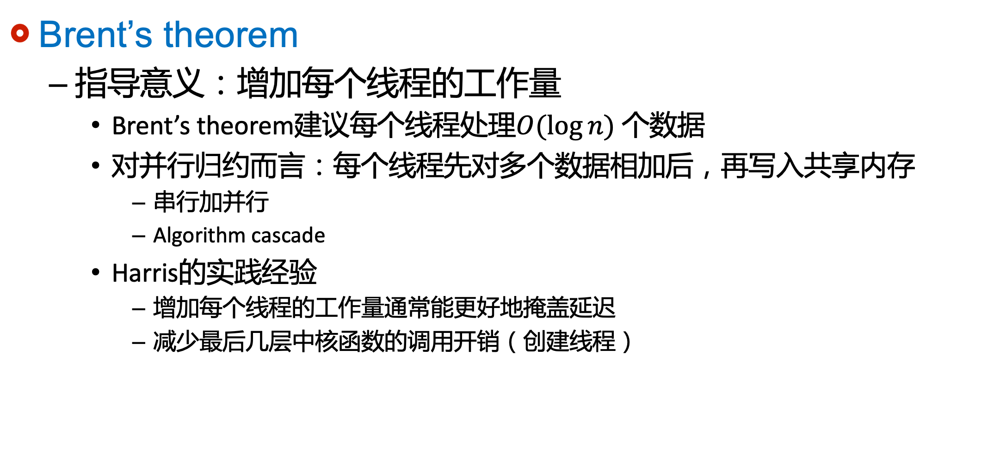 Brent’s theorem
– 指导意义：增加每个线程的工作量
• Brent’s theorem建议每个线程处理O(log n) 个数据
• 对并行归约而言：每个线程先对多个数据相加后，再写入共享内存
– 串行加并行
– Algorithm cascade
• Harris的实践经验
– 增加每个线程的工作量通常能更好地掩盖延迟
– 减少最后几层中核函数的调用开销（创建线程）